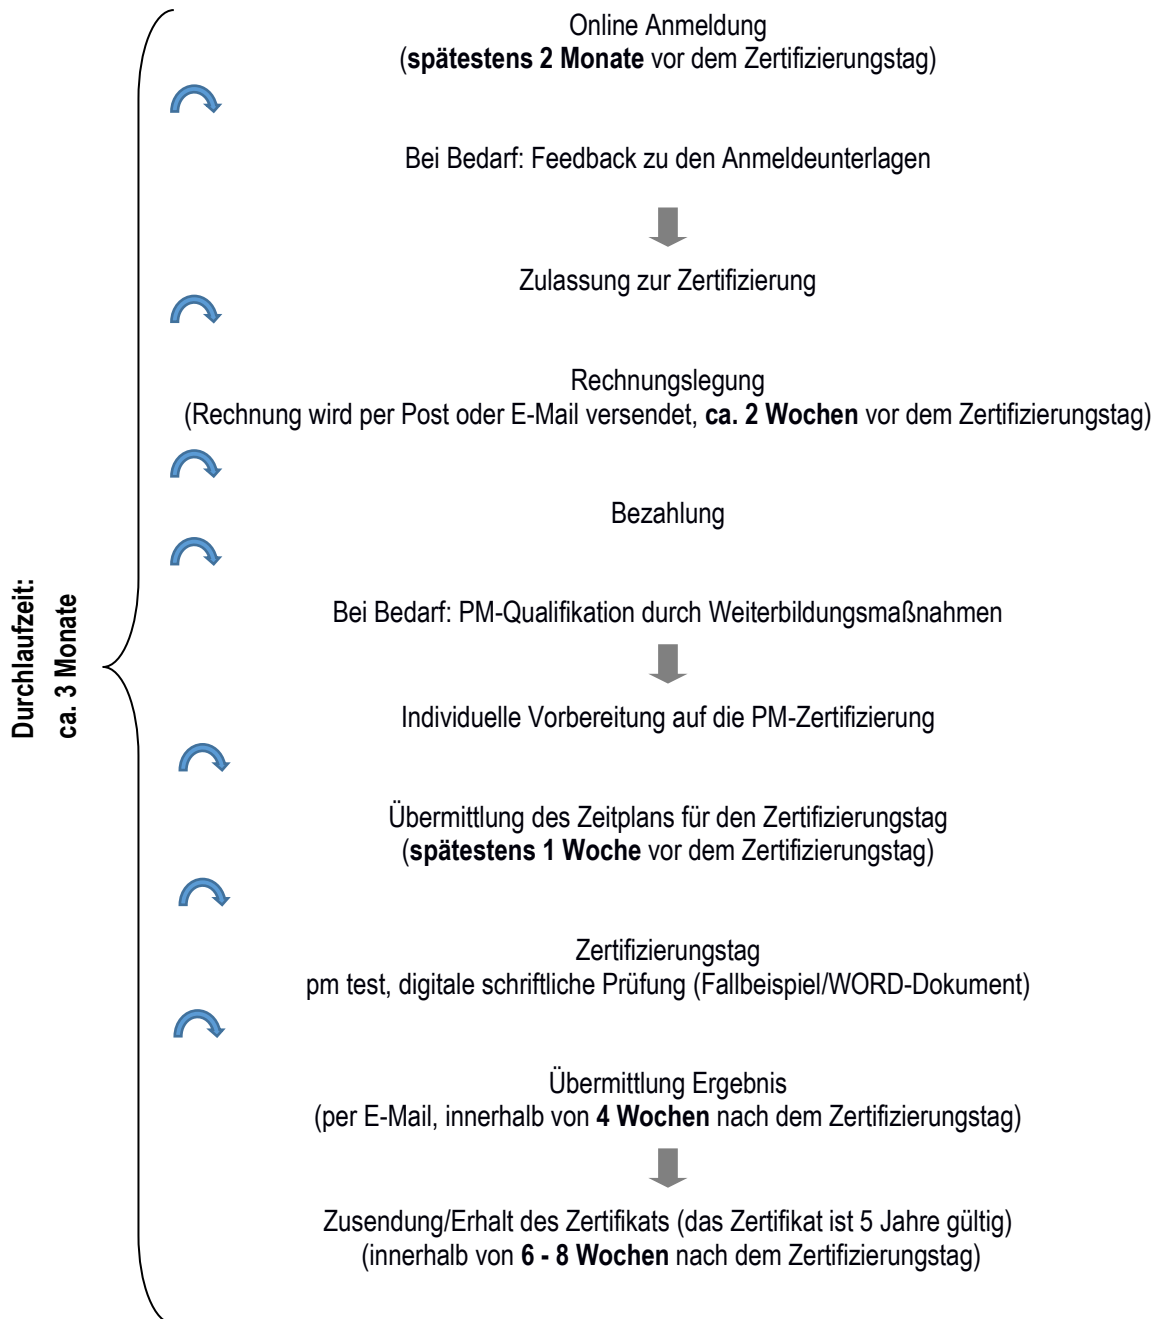 Online Anmeldung
(spätestens 2 Monate vor dem Zertifizierungstag)
Bei Bedarf: Feedback zu den Anmeldeunterlagen
Zulassung zur Zertifizierung
Rechnungslegung
(Rechnung wird per Post oder E-Mail versendet, ca. 2 Wochen vor dem Zertifizierungstag)
Bezahlung
Bei Bedarf: PM-Qualifikation durch Weiterbildungsmaßnahmen
Durchlaufzeit:
ca. 3 Monate
Individuelle Vorbereitung auf die PM-Zertifizierung
Übermittlung des Zeitplans für den Zertifizierungstag
(spätestens 1 Woche vor dem Zertifizierungstag)
Zertifizierungstag
pm test, digitale schriftliche Prüfung (Fallbeispiel/WORD-Dokument)
Übermittlung Ergebnis
(per E-Mail, innerhalb von 4 Wochen nach dem Zertifizierungstag)
Zusendung/Erhalt des Zertifikats (das Zertifikat ist 5 Jahre gültig)
(innerhalb von 6 - 8 Wochen nach dem Zertifizierungstag)